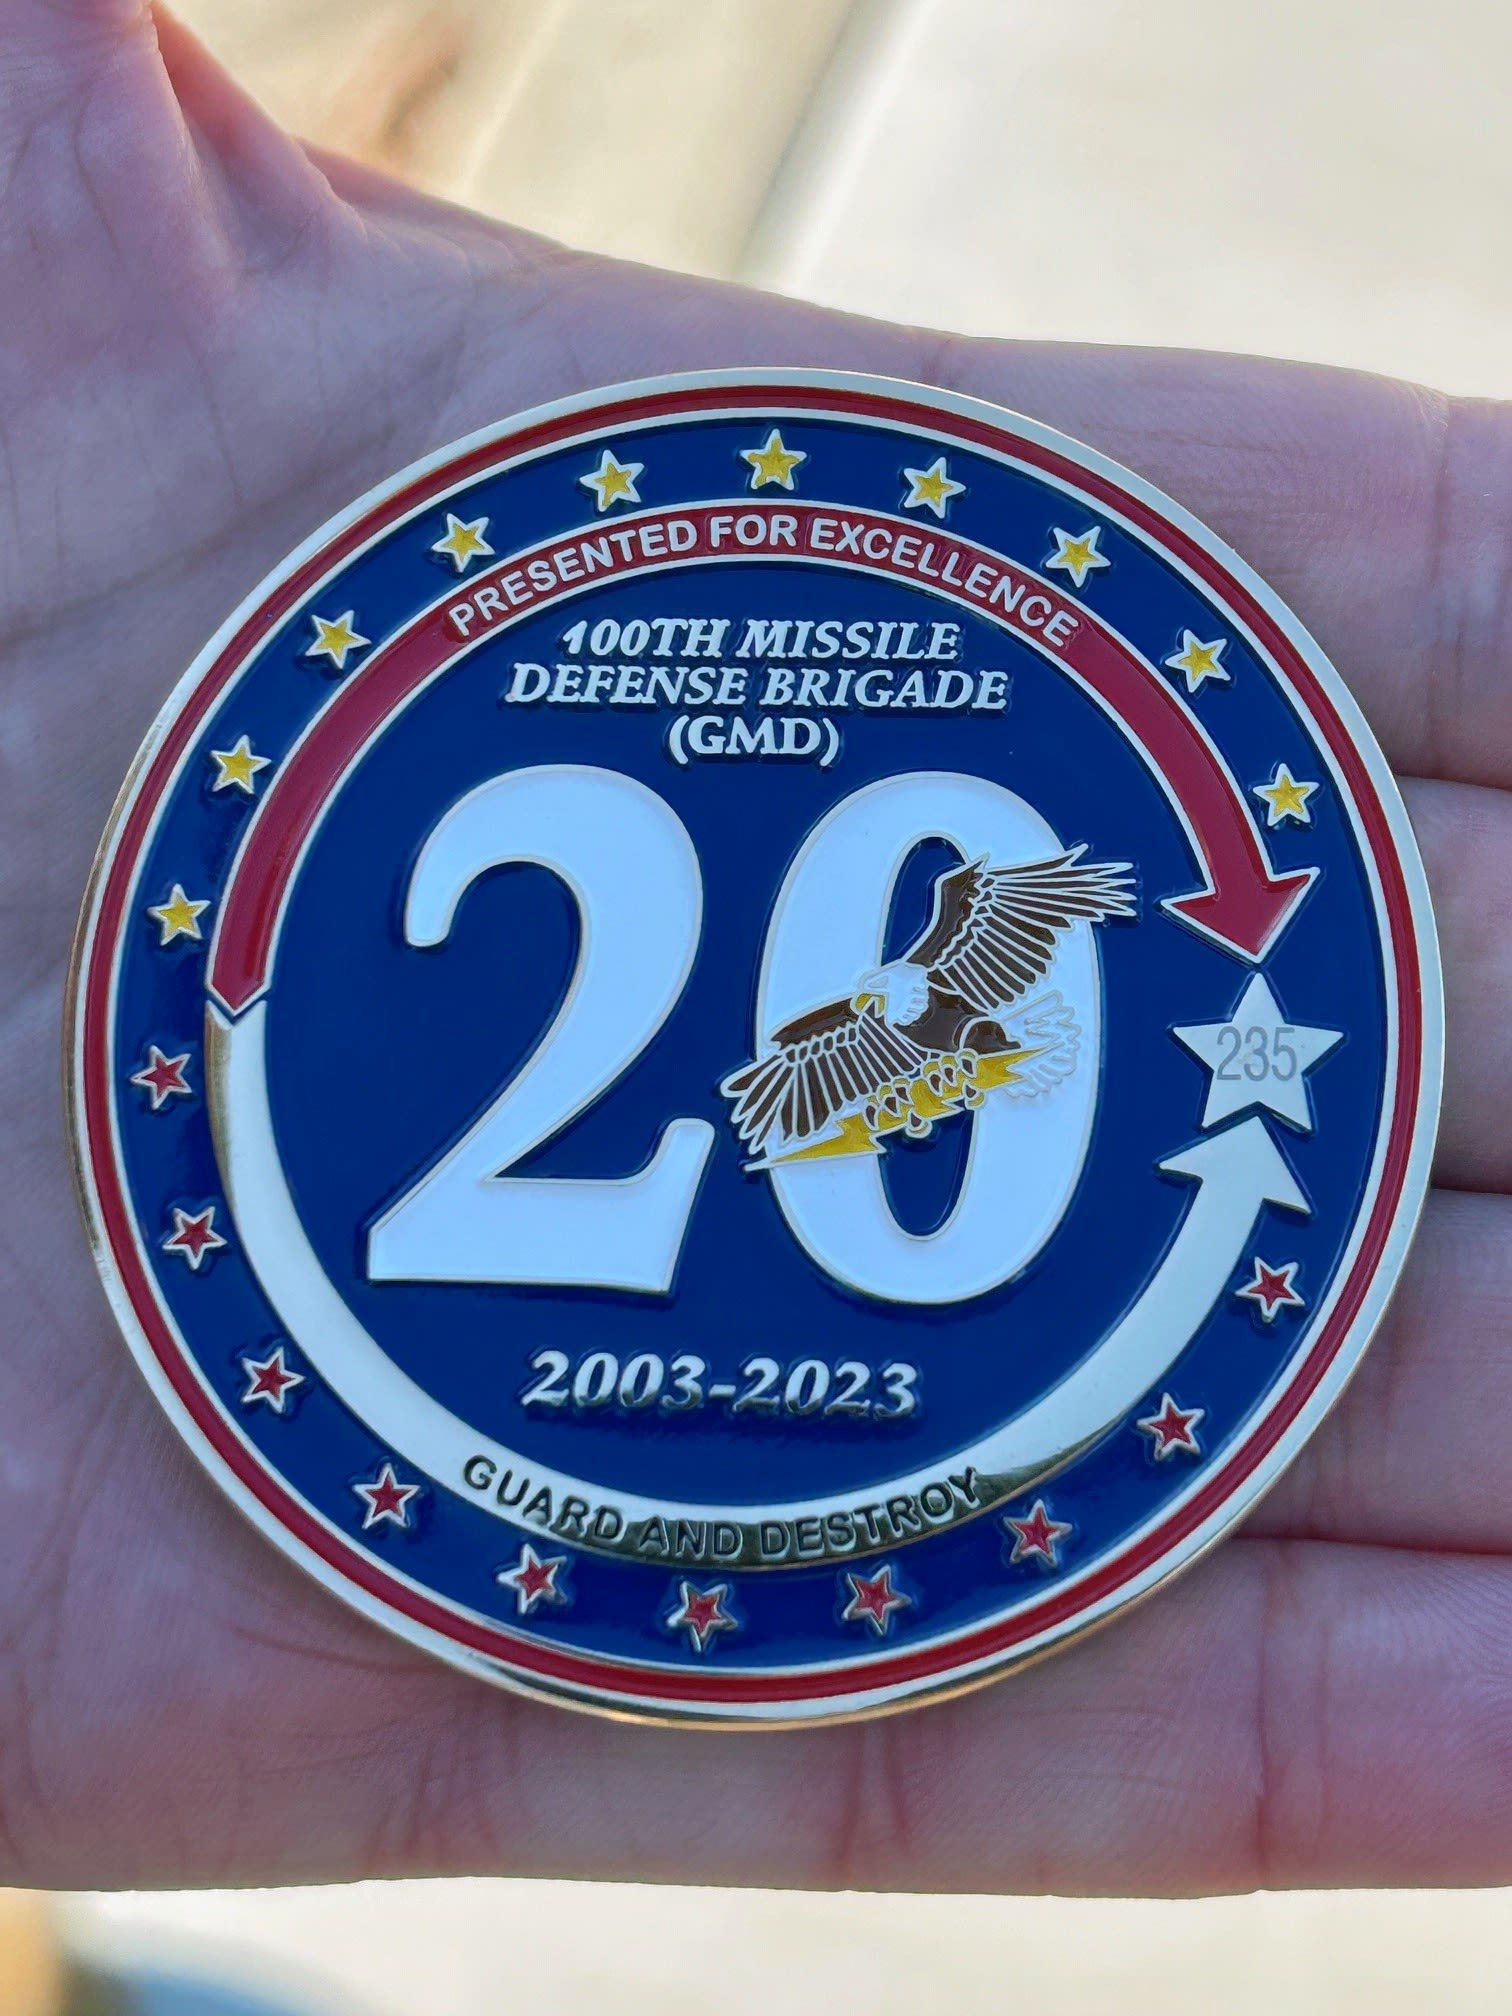 PRESENTED FOR EXCELLENCE
100TH MISSILE
DEFENSE BRIGADE
(GMD)
20
235
2003-2023
GUARD AND DESTROY